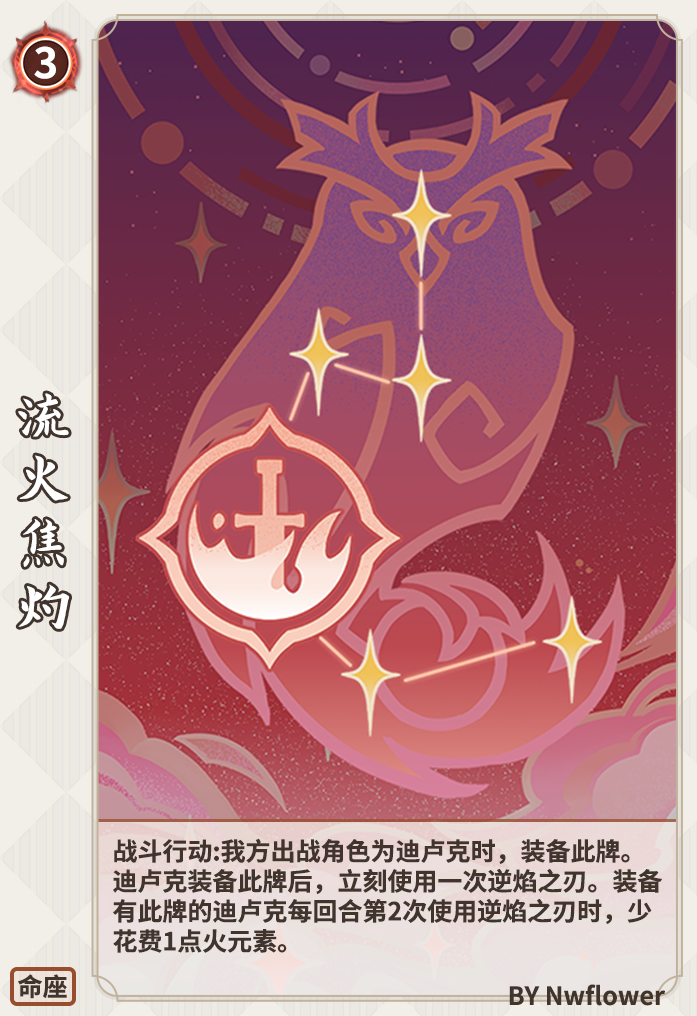 3
流火焦灼
战斗行动:我方出战角色为迪卢克时，装备此牌。
迪卢克装备此牌后，立刻使用一次逆焰之刃。装备
有此牌的迪卢克每回合第2次使用逆焰之刃时，少
花费1点火元素。
命座
BY Nwflower